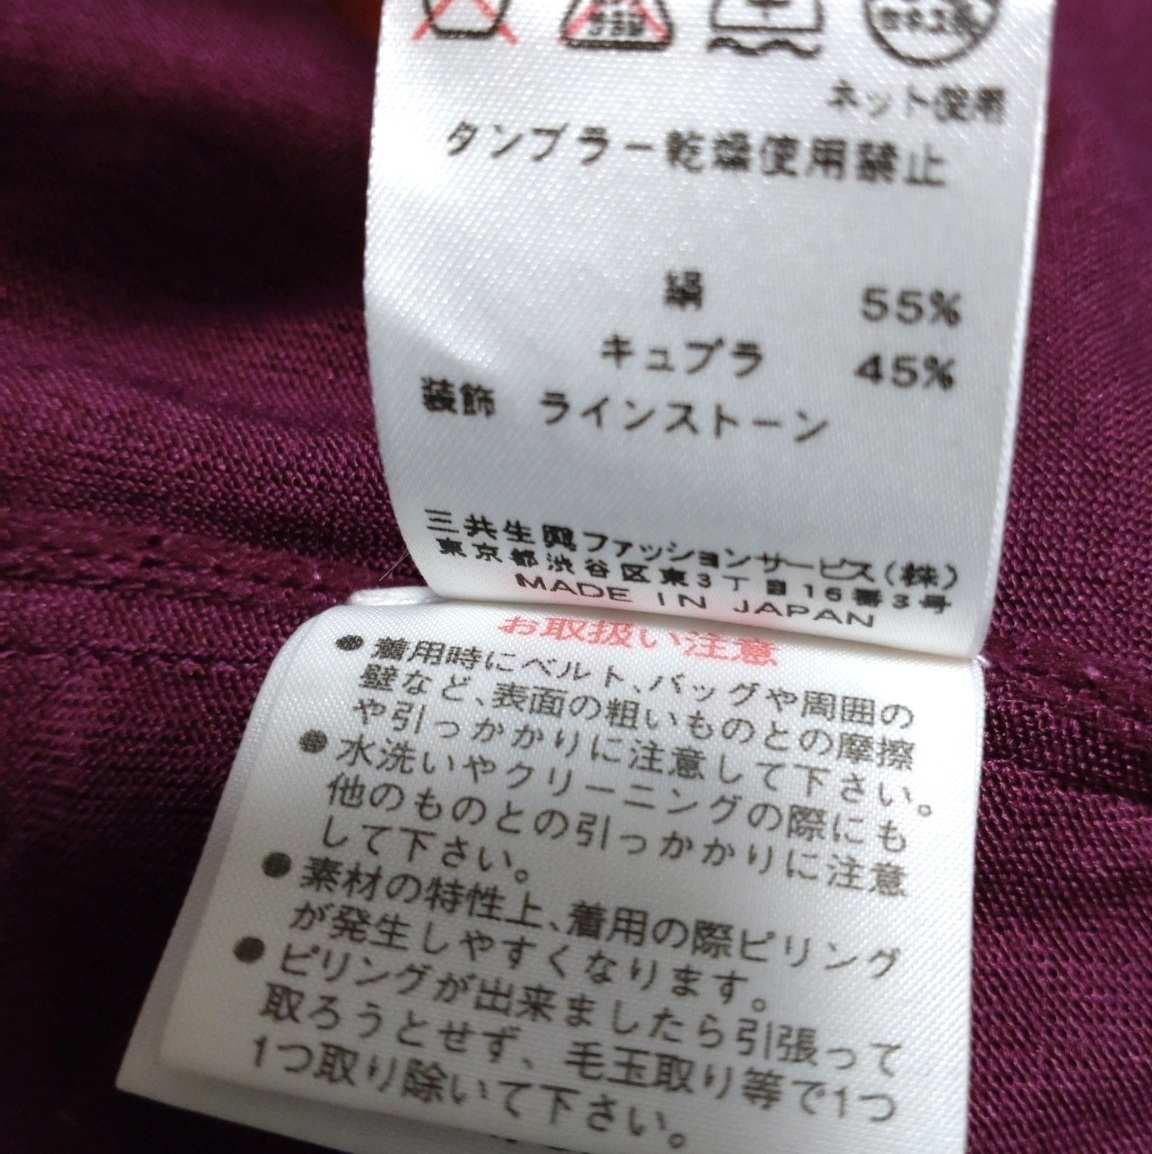 ネット使用
タンブラー乾燥使用禁止
絹 55%
キュプラ 45%
装飾 ラインストーン
三共生興ファッションサービス(株)
東京都渋谷区東3丁目16番3号
MADE IN JAPAN
お取扱い注意
●着用時にベルト、バッグや周囲の
壁など、表面の粗いものとの摩擦
や引っかかりに注意して下さい。
●水洗いやクリーニングの際にも
他のものとの引っかかりに注意
して下さい。
●素材の特性上、着用の際ピリング
が発生しやすくなります。
●ピリングが出来ましたら引張って
取ろうとせず、毛玉取り等で1つ
1つ取り除いて下さい。